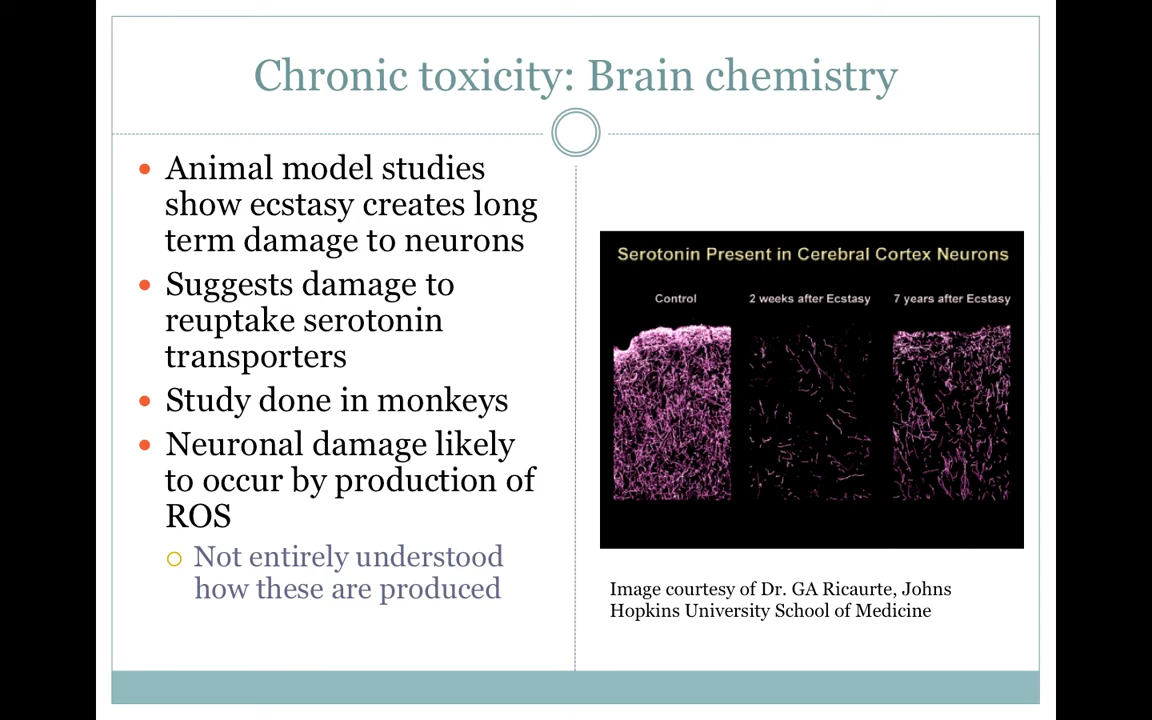 Chronic toxicity: Brain chemistry
Animal model studies
show ecstasy creates long
term damage to neurons
Suggests damage to
reuptake serotonin
transporters
Study done in monkeys
Neuronal damage likely
to occur by production of
ROS
Not entirely understood
how these are produced
Serotonin Present in Cerebral Cortex Neurons
Control 2 weeks after Ecstasy 7 years after Ecstasy
Image courtesy of Dr. GA Ricaurte, Johns
Hopkins University School of Medicine